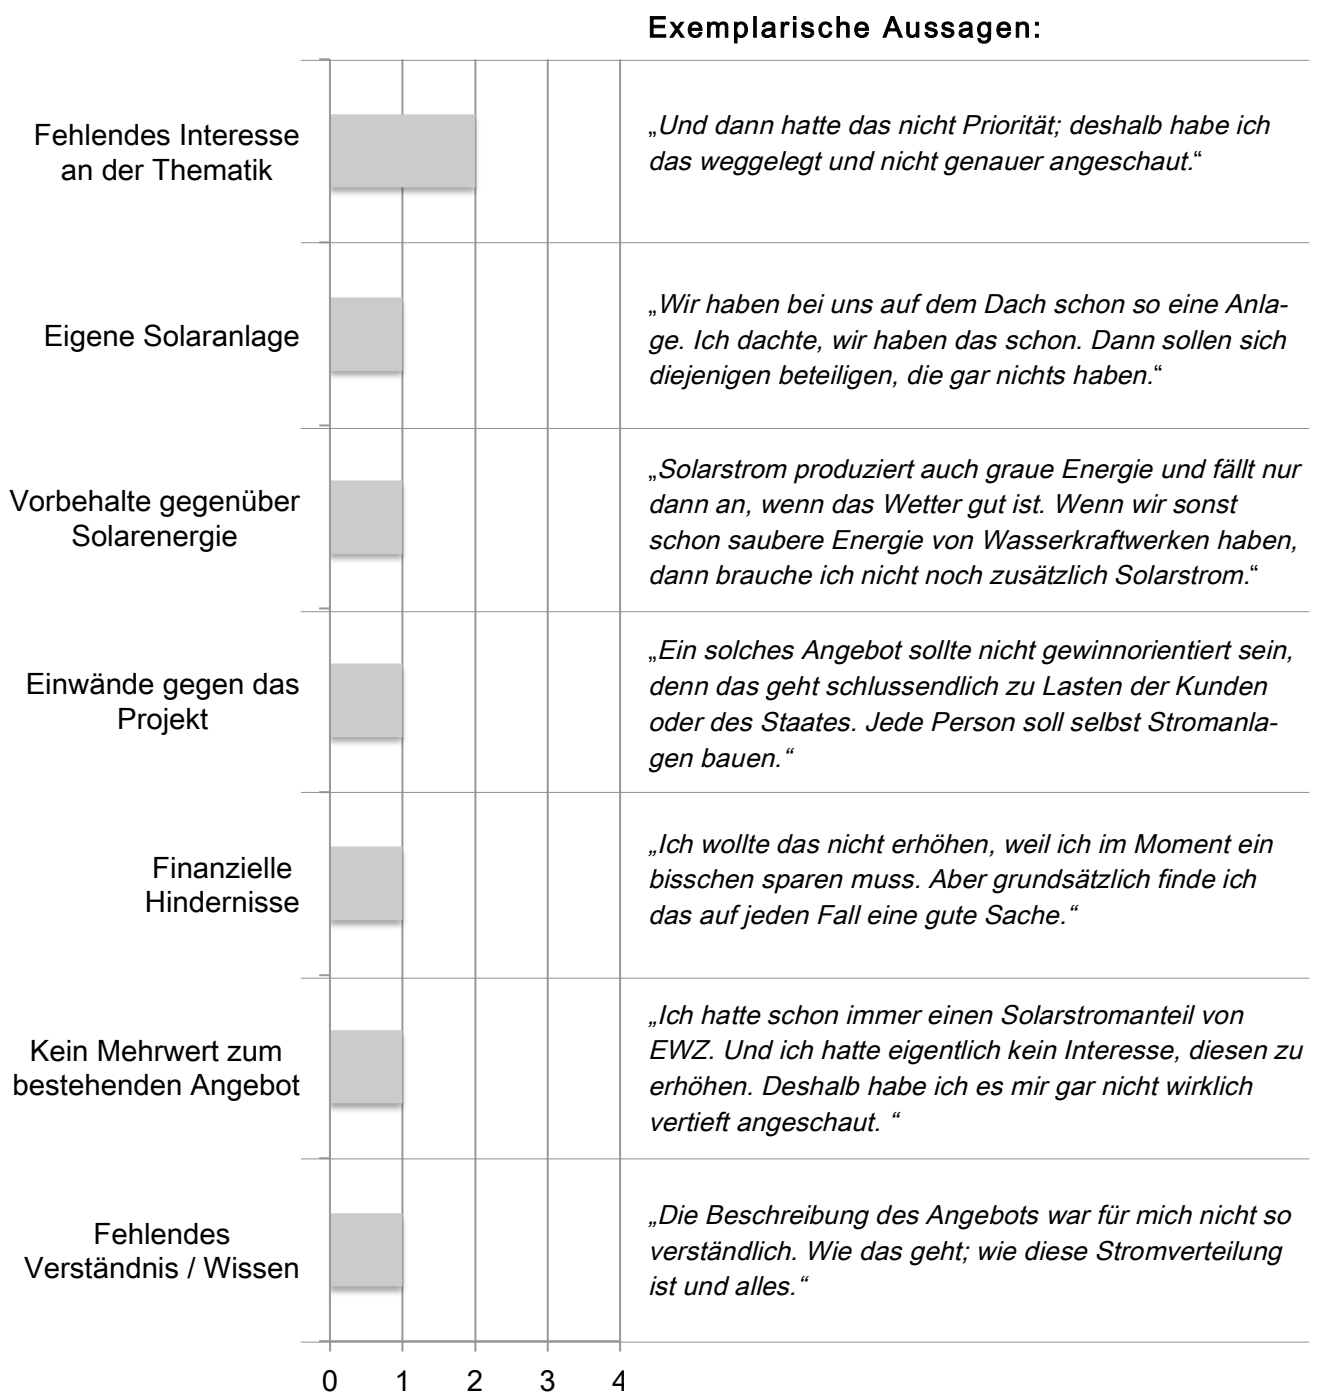 Exemplarische Aussagen:
Fehlendes Interesse
an der Thematik
„Und dann hatte das nicht Priorität; deshalb habe ich
das weggelegt und nicht genauer angeschaut.“
Eigene Solaranlage
„Wir haben bei uns auf dem Dach schon so eine Anla-
ge. Ich dachte, wir haben das schon. Dann sollen sich
diejenigen beteiligen, die gar nichts haben.“
Vorbehalte gegenüber
Solarenergie
„Solarstrom produziert auch graue Energie und fällt nur
dann an, wenn das Wetter gut ist. Wenn wir sonst
schon saubere Energie von Wasserkraftwerken haben,
dann brauche ich nicht noch zusätzlich Solarstrom.“
Einwände gegen das
Projekt
„Ein solches Angebot sollte nicht gewinnorientiert sein,
denn das geht schlussendlich zu Lasten der Kunden
oder des Staates. Jede Person soll selbst Stromanla-
gen bauen.“
Finanzielle
Hindernisse
„Ich wollte das nicht erhöhen, weil ich im Moment ein
bisschen sparen muss. Aber grundsätzlich finde ich
das auf jeden Fall eine gute Sache.“
Kein Mehrwert zum
bestehenden Angebot
„Ich hatte schon immer einen Solarstromanteil von
EWZ. Und ich hatte eigentlich kein Interesse, diesen zu
erhöhen. Deshalb habe ich es mir gar nicht wirklich
vertieft angeschaut. “
Fehlendes
Verständnis / Wissen
„Die Beschreibung des Angebots war für mich nicht so
verständlich. Wie das geht; wie diese Stromverteilung
ist und alles.“
0 1 2 3 4